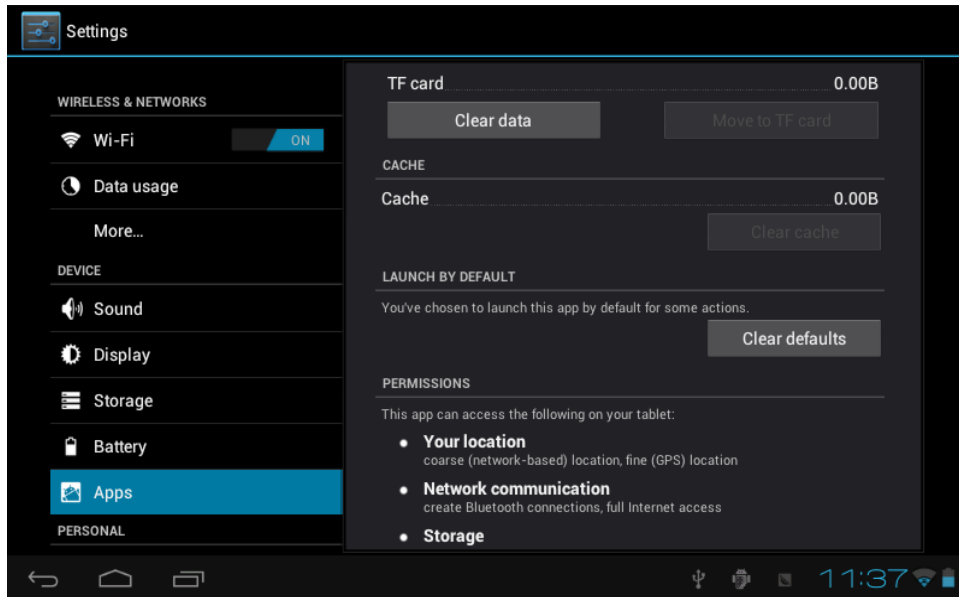 Settings
WIRELESS & NETWORKS
Wi-Fi ON
Data usage
More...
DEVICE
Sound
Display
Storage
Battery
Apps
PERSONAL
TF card 0.00B
Clear data Move to TF card
CACHE
Cache 0.00B
Clear cache
LAUNCH BY DEFAULT
You've chosen to launch this app by default for some actions.
Clear defaults
PERMISSIONS
This app can access the following on your tablet:
● Your location
coarse (network-based) location, fine (GPS) location
● Network communication
create Bluetooth connections, full Internet access
● Storage
11:37